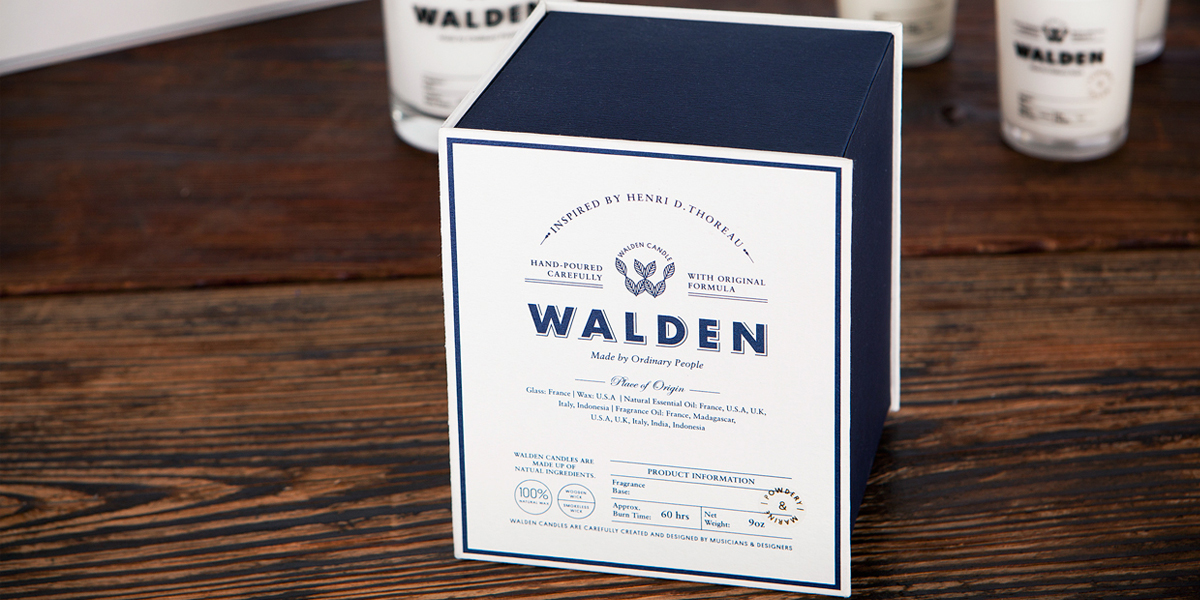 WALDEN
WALDEN
INSPIRED BY HENRI D. THOREAU
WALDEN CANDLE
HAND-POURED
CAREFULLY
WITH ORIGINAL
FORMULA
WALDEN
Made by Ordinary People
Place of Origin
Glass: France | Wax: U.S.A | Natural Essential Oil: France, U.S.A, U.K,
Italy, Indonesia | Fragrance Oil: France, Madagascar,
U.S.A, U.K, Italy, India, Indonesia
WALDEN CANDLES ARE
MADE UP OF
NATUAL INGREDIENTS.
100%
NATURAL WAX
WOODEN
WICK
SMOKELESS
WICK
PRODUCT INFORMATION
Fragrance
Base:
POWDERY
&
MARINE
Approx.
Burn Time: 60 hrs
Net
Weight: 9oz
WALDEN CANDLES ARE CAREFULLY CREATED AND DESIGNED BY MUSICIANS & DESIGNERS